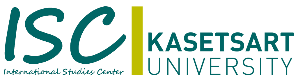 ISC
International Studies Center
KASETSART
UNIVERSITY